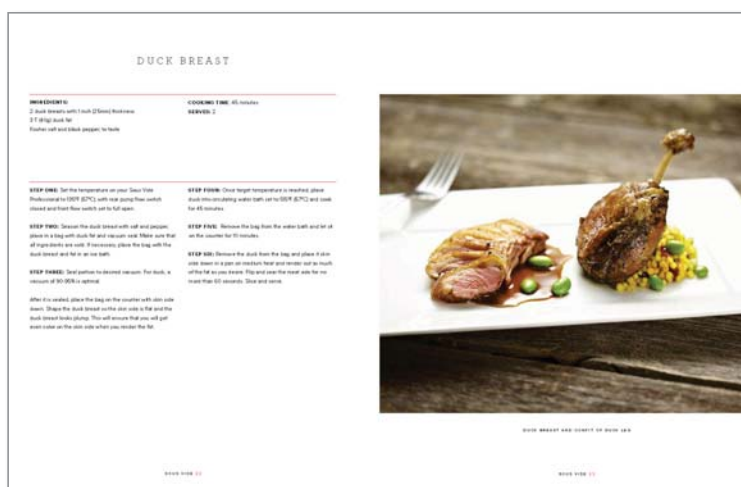 DUCK BREAST
INGREDIENTS:
2 duck breasts with 1 inch (25mm) thickness
3 T duck fat
Kosher salt and black pepper, to taste
COOKING TIME: 45 minutes
SERVES: 2
STEP ONE: Set the temperature on your Sous Vide
Professional to with rear pump flow switch
closed and front flow switch set to full open.
STEP TWO: Season the duck breast with salt and pepper,
place in a bag with duck fat and vacuum seal. Make sure that
all ingredients are cold. If necessary, place the bag with the
duck breast and fat in an ice bath.
STEP THREE: Seal portion to desired vacuum. For duck, a
vacuum of 90-95% is optimal.
After it is sealed, place the bag on the counter with skin side
down. Shape the duck breast so the skin side is flat and the
duck breast looks plump. This will ensure that you will get
even color on the skin side when you render the fat.
STEP FOUR: Once target temperature is reached, place
duck into circulating water bath set to and cook
for 45 minutes.
STEP FIVE: Remove the bag from the water bath and let sit
on the counter for 10 minutes.
STEP SIX: Remove the duck from the bag and place it skin
side down in a pan on medium heat and render out as much
of the fat as you desire. Flip and sear the meat side for no
more than 60 seconds. Slice and serve.
DUCK BREAST AND CONFIT OF DUCK LEG
SOUS VIDE
SOUS VIDE